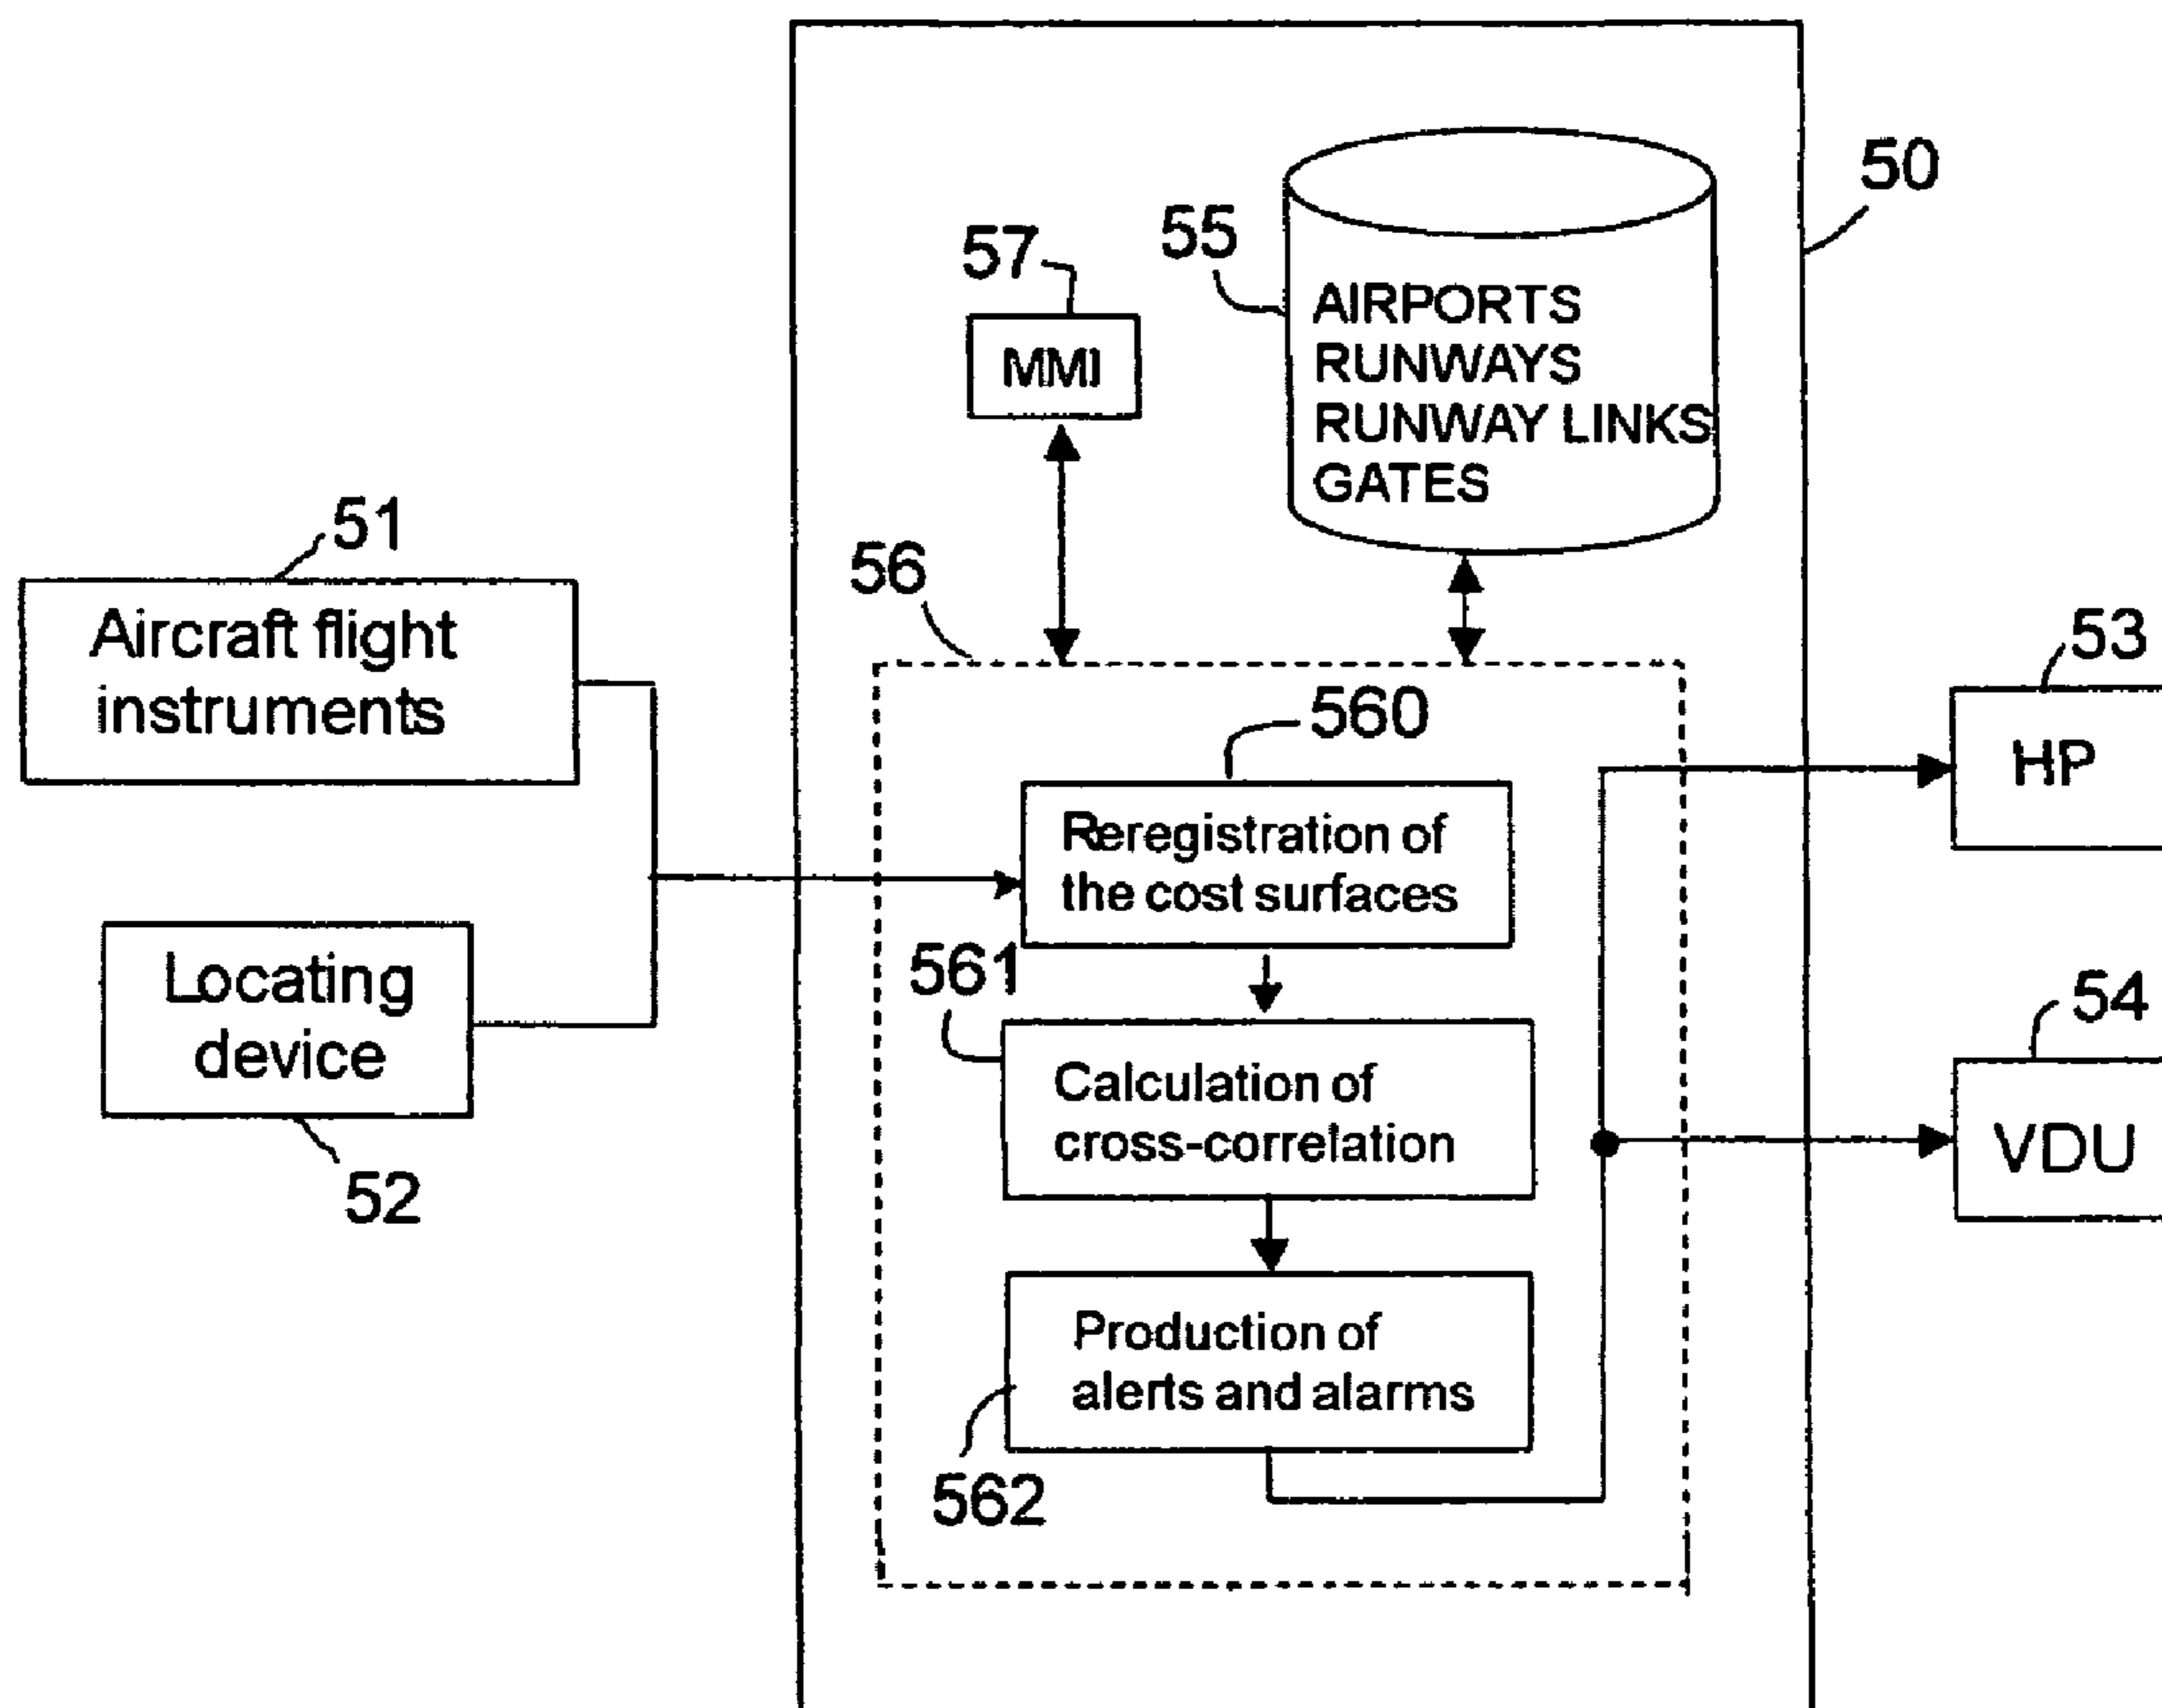 50
57
55
MMI
AIRPORTS
RUNWAYS
RUNWAY LINKS
GATES
51
Aircraft flight
instruments
56
53
HP
560
Reregistration of
the cost surfaces
Locating
device
52
561
Calculation of
cross-correlation
54
VDU
Production of
alerts and alarms
562